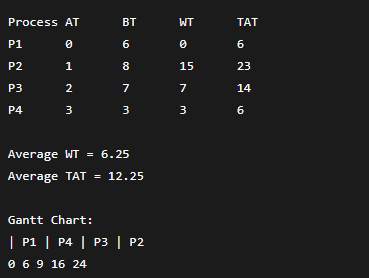 Process AT BT WT TAT
P1 0 6 0 6
P2 1 8 15 23
P3 2 7 7 14
P4 3 3 3 6
Average WT = 6.25
Average TAT = 12.25
Gantt Chart:
| P1 | P4 | P3 | P2
0 6 9 16 24